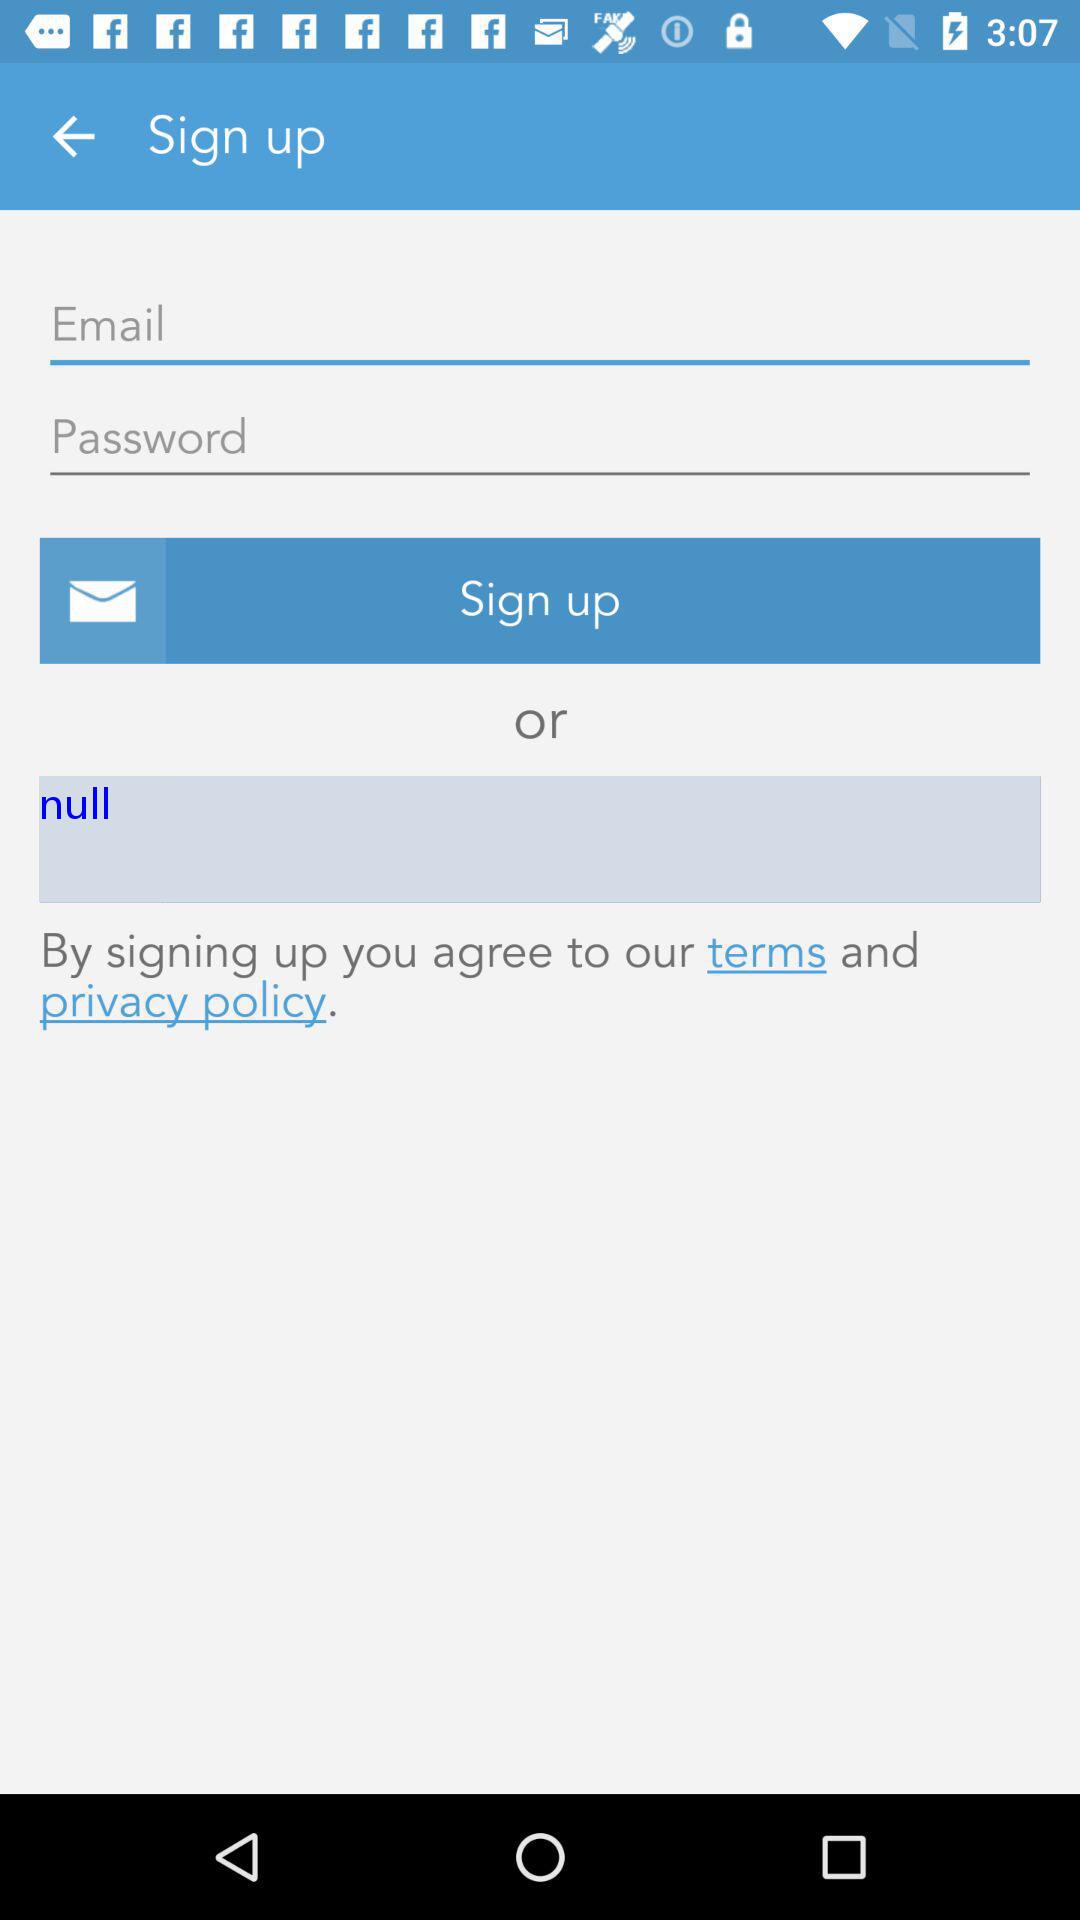 FAKE
3:07
Sign up
Email
Password
Sign up
or
null
By signing up you agree to our terms and
privacy policy.